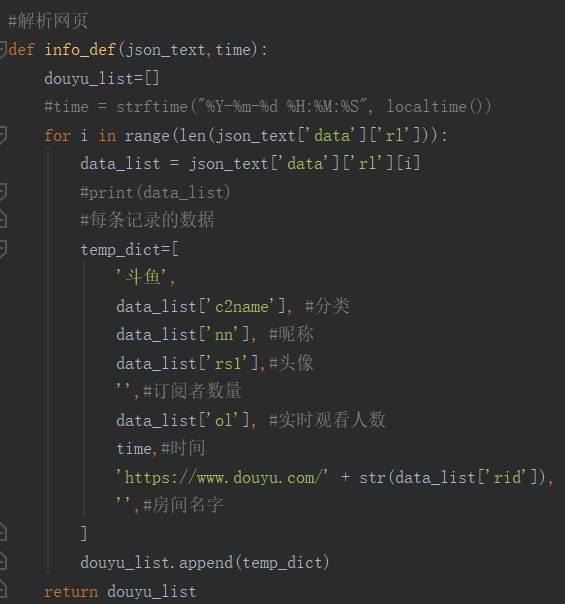 #解析网页
def info_def(json_text,time):
    douyu_list=[]
    #time = strftime("%Y-%m-%d %H:%M:%S", localtime())
    for i in range(len(json_text['data']['rl'])):
        data_list = json_text['data']['rl'][i]
        #print(data_list)
        #每条记录的数据
        temp_dict=[
            '斗鱼',
            data_list['c2name'], #分类
            data_list['nn'], #昵称
            data_list['rs1'],#头像
            '',#订阅者数量
            data_list['ol'], #实时观看人数
            time,#时间
            'https://www.douyu.com/' + str(data_list['rid']),
            '',#房间名字
        ]
        douyu_list.append(temp_dict)
    return douyu_list